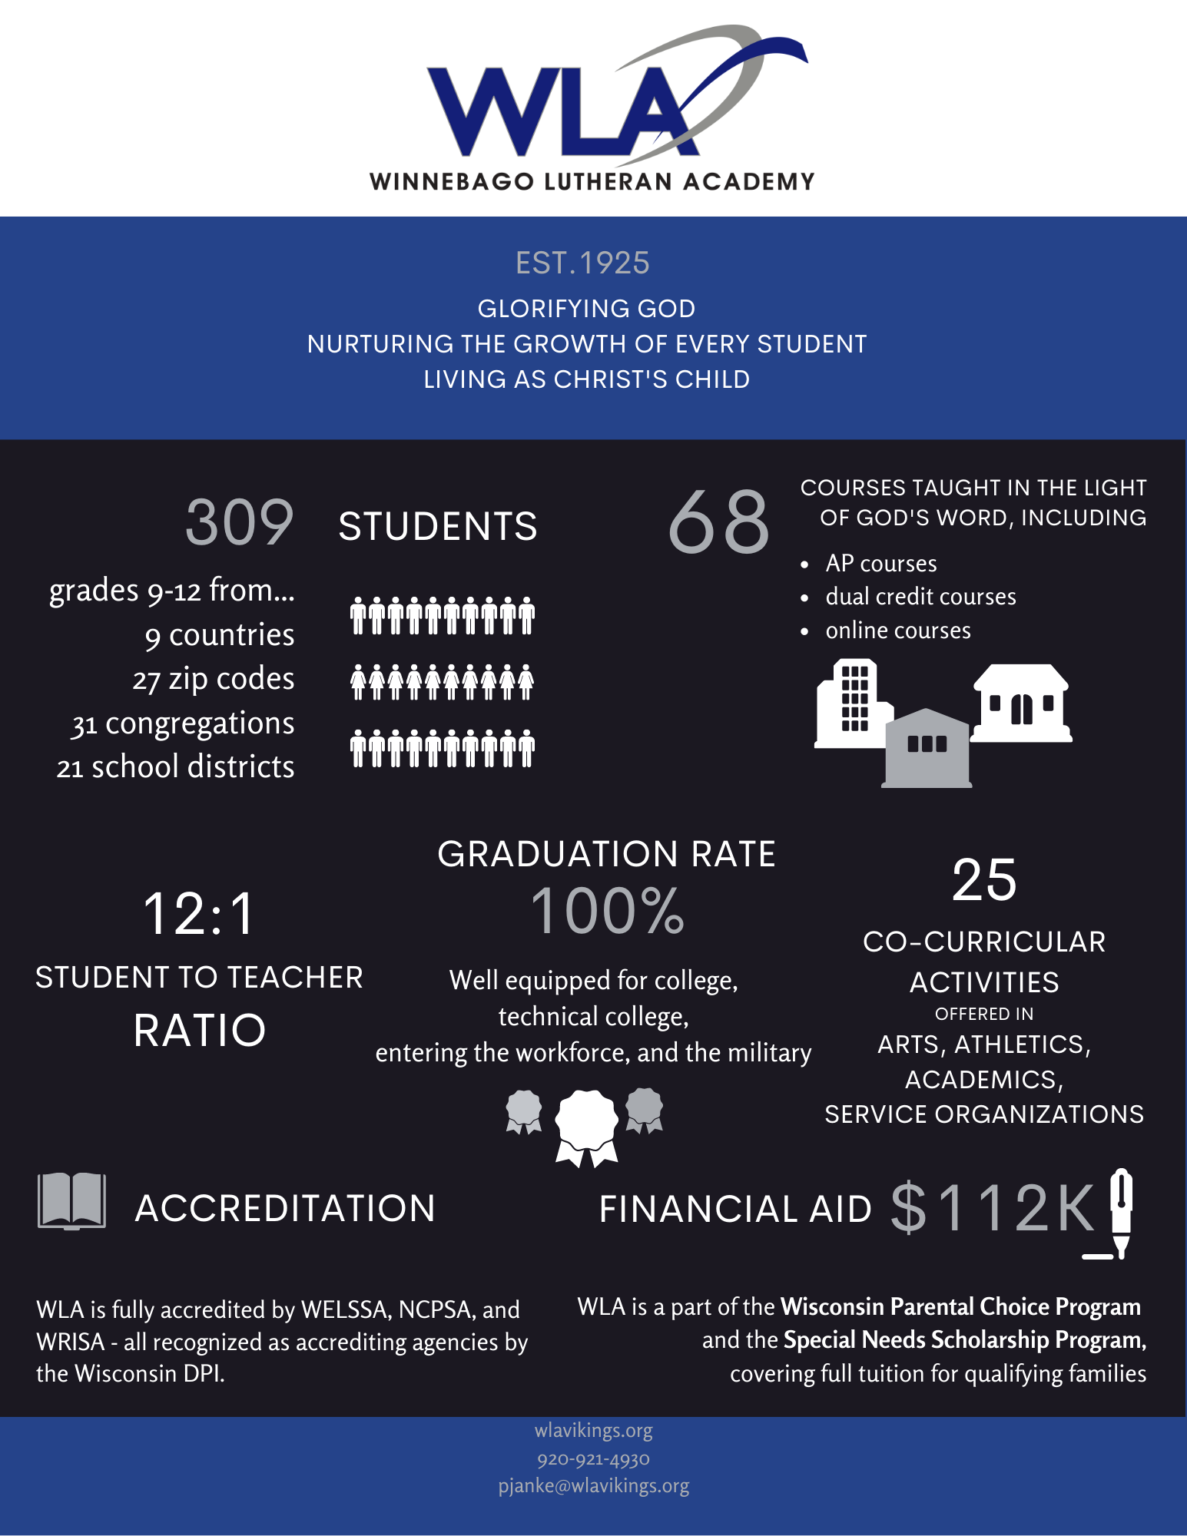 WLA
WINNEBAGO LUTHERAN ACADEMY
EST.1925
GLORIFYING GOD
NURTURING THE GROWTH OF EVERY STUDENT
LIVING AS CHRIST'S CHILD
309 STUDENTS
grades 9-12 from...
9 countries
27 zip codes
31 congregations
21 school districts
68
COURSES TAUGHT IN THE LIGHT
OF GOD'S WORD, INCLUDING
• AP courses
• dual credit courses
• online courses
12:1
STUDENT TO TEACHER
RATIO
GRADUATION RATE
100%
Well equipped for college,
technical college,
entering the workforce, and the military
25
CO-CURRICULAR
ACTIVITIES
OFFERED IN
ARTS, ATHLETICS,
ACADEMICS,
SERVICE ORGANIZATIONS
ACCREDITATION
WLA is fully accredited by WELSSA, NCPSA, and
WRISA - all recognized as accrediting agencies by
the Wisconsin DPI.
FINANCIAL AID $112K
WLA is a part of the Wisconsin Parental Choice Program
and the Special Needs Scholarship Program,
covering full tuition for qualifying families
wlavikings.org
920-921-4930
pjanke@wlavikings.org